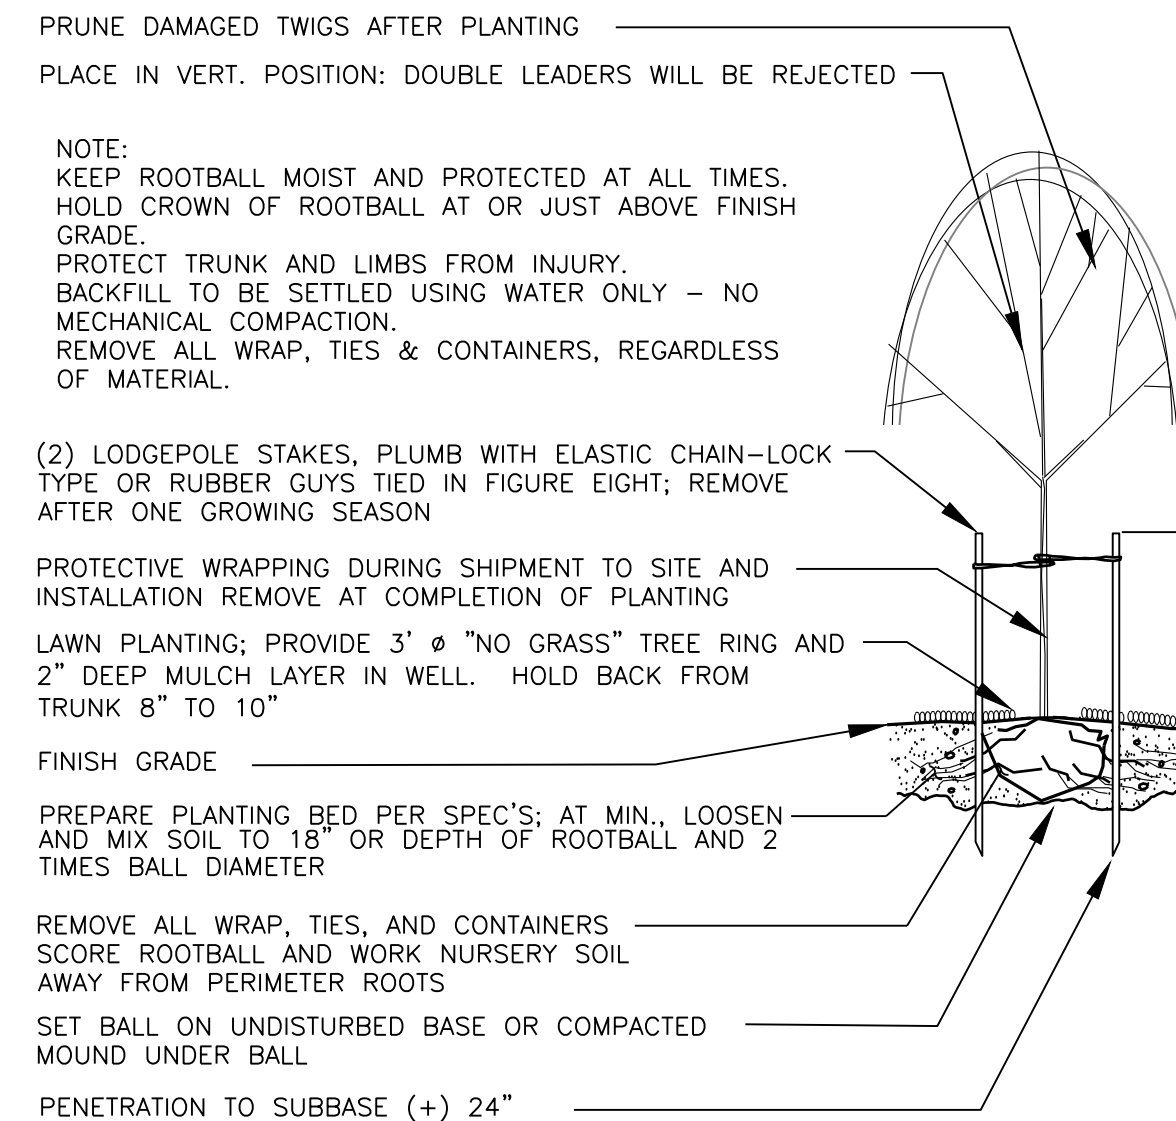 PRUNE DAMAGED TWIGS AFTER PLANTING
PLACE IN VERT. POSITION: DOUBLE LEADERS WILL BE REJECTED
NOTE:
KEEP ROOTBALL MOIST AND PROTECTED AT ALL TIMES.
HOLD CROWN OF ROOTBALL AT OR JUST ABOVE FINISH
GRADE.
PROTECT TRUNK AND LIMBS FROM INJURY.
BACKFILL TO BE SETTLED USING WATER ONLY – NO
MECHANICAL COMPACTION.
REMOVE ALL WRAP, TIES & CONTAINERS, REGARDLESS
OF MATERIAL.
(2) LODGEPOLE STAKES, PLUMB WITH ELASTIC CHAIN–LOCK
TYPE OR RUBBER GUYS TIED IN FIGURE EIGHT; REMOVE
AFTER ONE GROWING SEASON
PROTECTIVE WRAPPING DURING SHIPMENT TO SITE AND
INSTALLATION REMOVE AT COMPLETION OF PLANTING
LAWN PLANTING; PROVIDE 3' ø "NO GRASS" TREE RING AND
2" DEEP MULCH LAYER IN WELL. HOLD BACK FROM
TRUNK 8" TO 10"
FINISH GRADE
PREPARE PLANTING BED PER SPEC'S; AT MIN., LOOSEN
AND MIX SOIL TO 18" OR DEPTH OF ROOTBALL AND 2
TIMES BALL DIAMETER
REMOVE ALL WRAP, TIES, AND CONTAINERS
SCORE ROOTBALL AND WORK NURSERY SOIL
AWAY FROM PERIMETER ROOTS
SET BALL ON UNDISTURBED BASE OR COMPACTED
MOUND UNDER BALL
PENETRATION TO SUBBASE (+) 24"